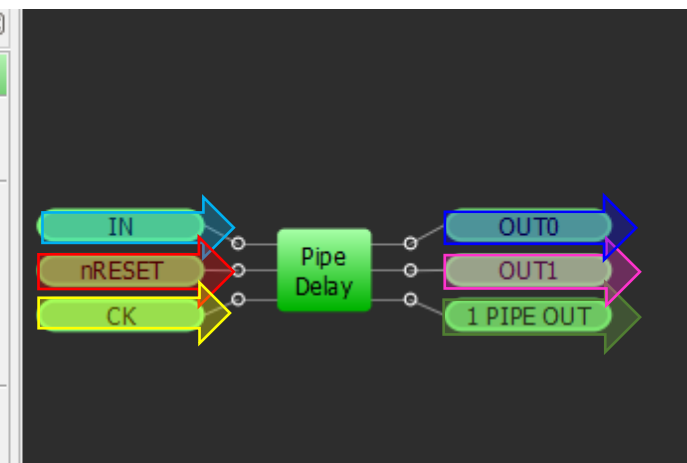 IN
nRESET
CK
Pipe
Delay
OUT0
OUT1
1 PIPE OUT